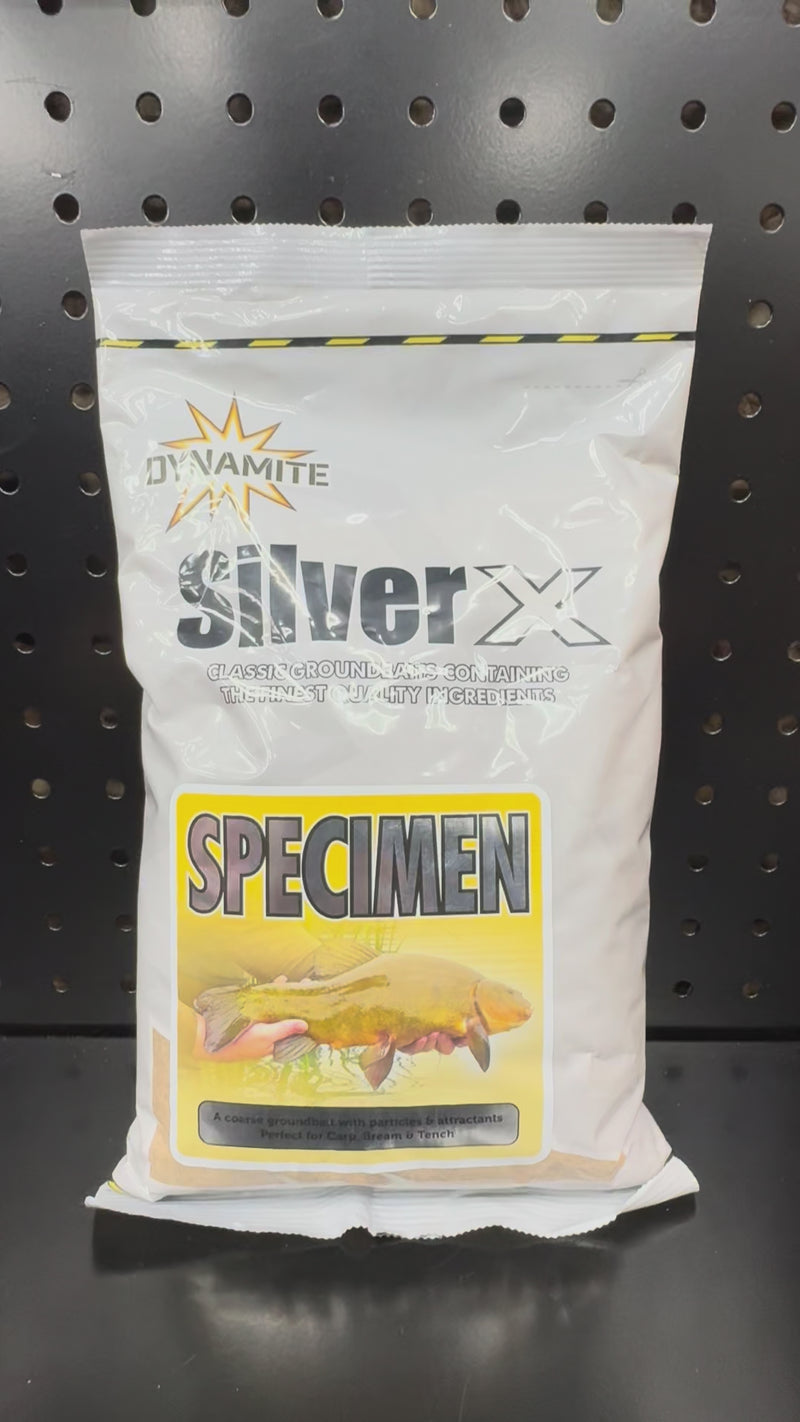 DYNAMITE
Silver X
CLASSIC GROUNDBAITS CONTAINING
THE FINEST QUALITY INGREDIENTS
SPECIMEN
A coarse groundbait with particles & attractants
Perfect for Carp, Bream & Tench